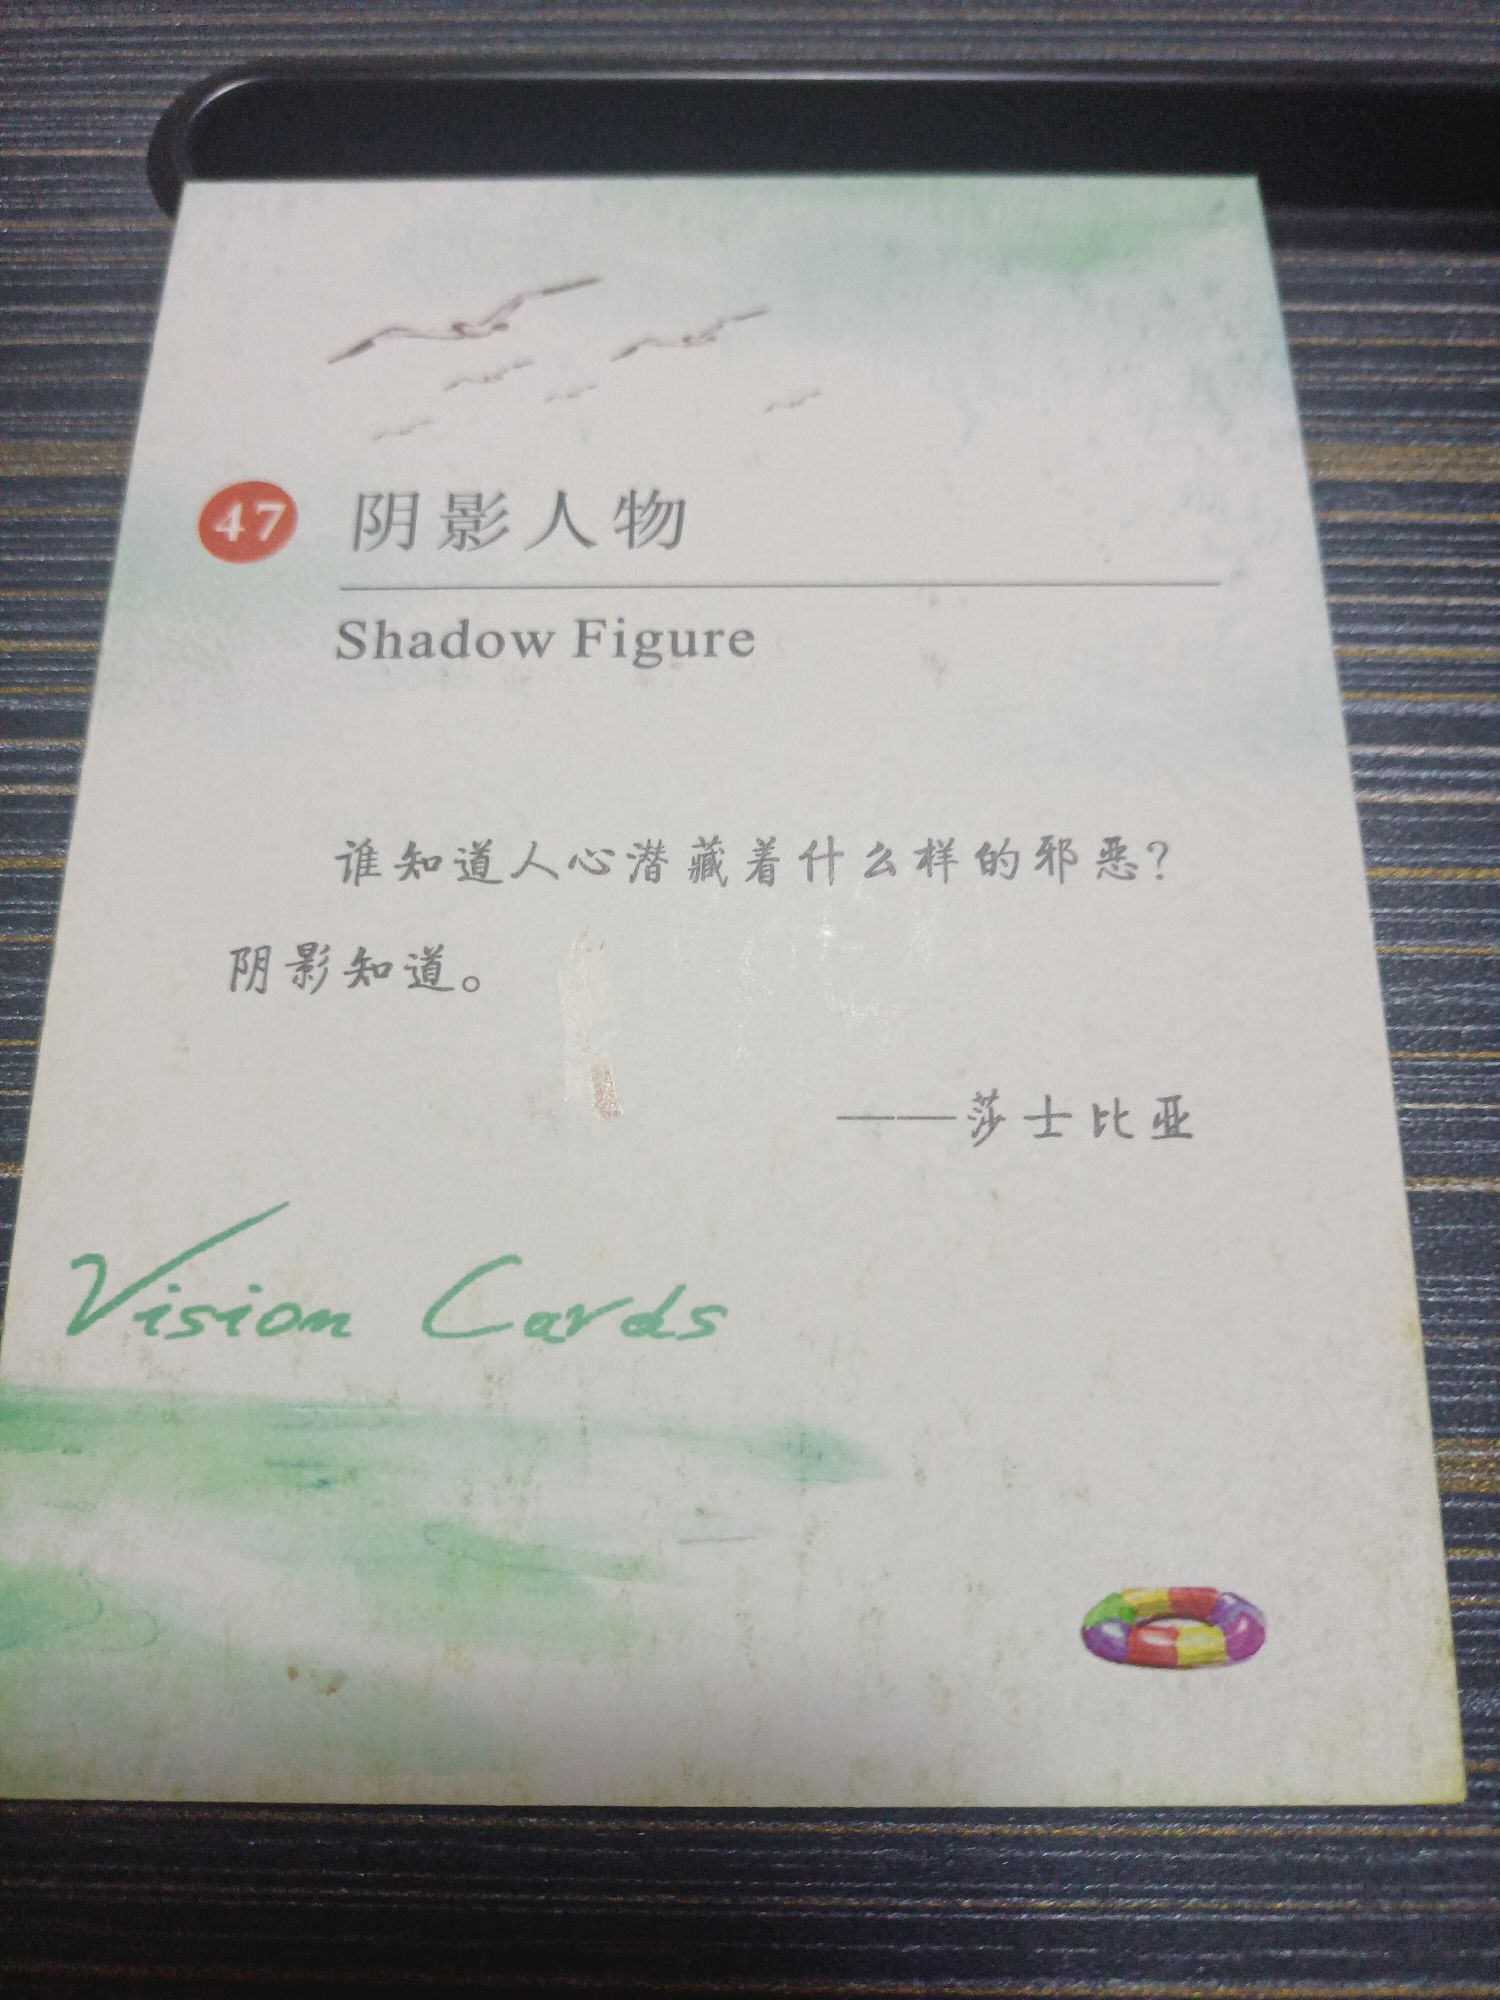 47 阴影人物
Shadow Figure
谁知道人心潜藏着什么样的邪恶?
阴影知道。
——莎士比亚
Vision Cards